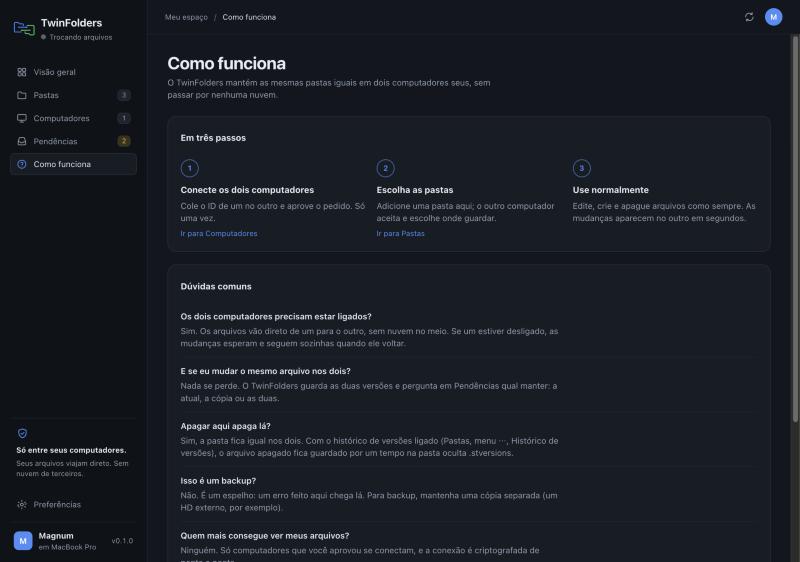 TwinFolders
Trocando arquivos
Visão geral
Pastas 3
Computadores 1
Pendências 2
Como funciona
Só entre seus computadores.
Seus arquivos viajam direto. Sem
nuvem de terceiros.
Preferências
M
Magnum
em MacBook Pro
v0.1.0
Meu espaço / Como funciona
M
Como funciona
O TwinFolders mantém as mesmas pastas iguais em dois computadores seus, sem
passar por nenhuma nuvem.
Em três passos
1
Conecte os dois computadores
Cole o ID de um no outro e aprove o pedido. Só
uma vez.
Ir para Computadores
2
Escolha as pastas
Adicione uma pasta aqui; o outro computador
aceita e escolhe onde guardar.
Ir para Pastas
3
Use normalmente
Edite, crie e apague arquivos como sempre. As
mudanças aparecem no outro em segundos.
Dúvidas comuns
Os dois computadores precisam estar ligados?
Sim. Os arquivos vão direto de um para o outro, sem nuvem no meio. Se um estiver desligado, as
mudanças esperam e seguem sozinhas quando ele voltar.
E se eu mudar o mesmo arquivo nos dois?
Nada se perde. O TwinFolders guarda as duas versões e pergunta em Pendências qual manter: a
atual, a cópia ou as duas.
Apagar aqui apaga lá?
Sim, a pasta fica igual nos dois. Com o histórico de versões ligado (Pastas, menu ···, Histórico de
versões), o arquivo apagado fica guardado por um tempo na pasta oculta .stversions.
Isso é um backup?
Não. É um espelho: um erro feito aqui chega lá. Para backup, mantenha uma cópia separada (um
HD externo, por exemplo).
Quem mais consegue ver meus arquivos?
Ninguém. Só computadores que você aprovou se conectam, e a conexão é criptografada de